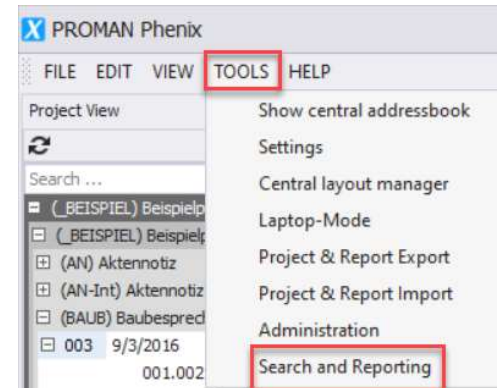 X PROMAN Phenix
FILE EDIT VIEW TOOLS HELP
Project View
Search ...
(_BEISPIEL) Beispielp
(_BEISPIEL) Beispielp
(AN) Aktennotiz
(AN-Int) Aktennotiz
(BAUB) Baubespred
003 9/3/2016
001.002
Show central addressbook
Settings
Central layout manager
Laptop-Mode
Project & Report Export
Project & Report Import
Administration
Search and Reporting